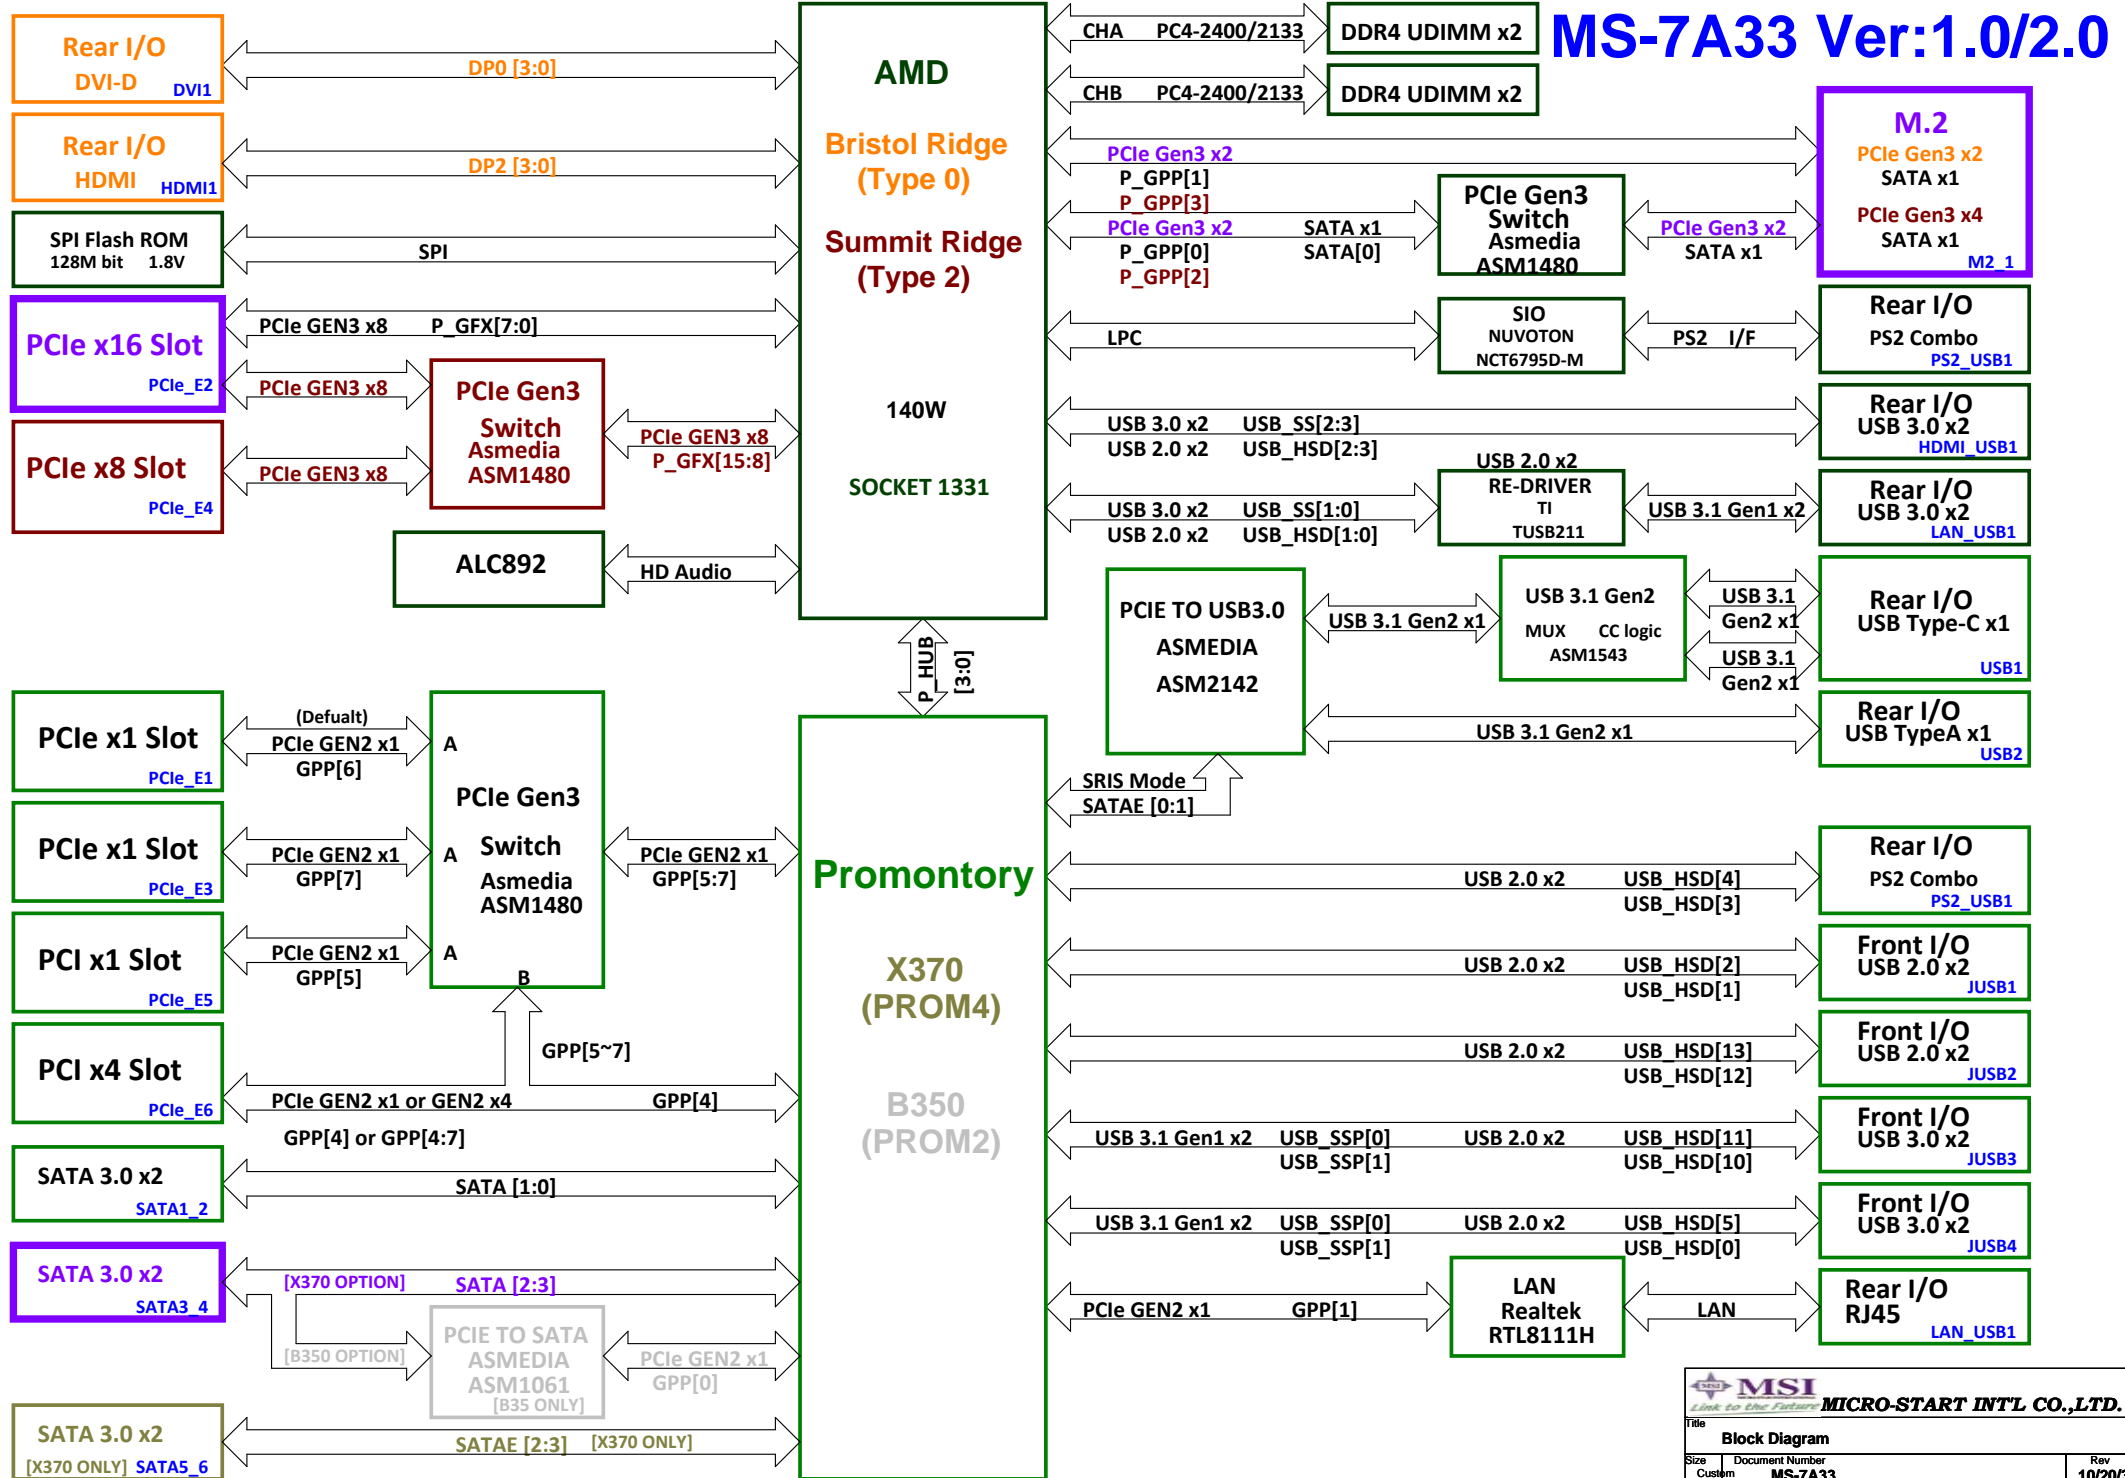 MS-7A33 Ver:1.0/2.0
Rear I/O
DVI-D
DVI1
DP0 [3:0]
Rear I/O
HDMI
HDMI1
DP2 [3:0]
SPI Flash ROM
128M bit 1.8V
SPI
PCIe x16 Slot
PCIe_E2
PCIe GEN3 x8 P_GFX[7:0]
PCIe GEN3 x8
PCIe x8 Slot
PCIe_E4
PCIe GEN3 x8
PCIe Gen3
Switch
Asmedia
ASM1480
PCIe GEN3 x8
P_GFX[15:8]
ALC892
HD Audio
AMD
Bristol Ridge
(Type 0)
Summit Ridge
(Type 2)
140W
SOCKET 1331
CHA PC4-2400/2133
DDR4 UDIMM x2
CHB PC4-2400/2133
DDR4 UDIMM x2
PCIe Gen3 x2
P_GPP[1]
P_GPP[3]
PCIe Gen3 x2 SATA x1
P_GPP[0] SATA[0]
P_GPP[2]
PCIe Gen3
Switch
Asmedia
ASM1480
PCIe Gen3 x2
SATA x1
M.2
PCIe Gen3 x2
SATA x1
PCIe Gen3 x4
SATA x1
M2_1
LPC
SIO
NUVOTON
NCT6795D-M
PS2 I/F
Rear I/O
PS2 Combo
PS2_USB1
USB 3.0 x2 USB_SS[2:3]
USB 2.0 x2 USB_HSD[2:3]
Rear I/O
USB 3.0 x2
HDMI_USB1
USB 3.0 x2 USB_SS[1:0]
USB 2.0 x2 USB_HSD[1:0]
USB 2.0 x2
RE-DRIVER
TI
TUSB211
USB 3.1 Gen1 x2
Rear I/O
USB 3.0 x2
LAN_USB1
PCIE TO USB3.0
ASMEDIA
ASM2142
USB 3.1 Gen2 x1
USB 3.1 Gen2
MUX CC logic
ASM1543
USB 3.1
Gen2 x1
USB 3.1
Gen2 x1
Rear I/O
USB Type-C x1
USB1
USB 3.1 Gen2 x1
Rear I/O
USB TypeA x1
USB2
SRIS Mode
SATAE [0:1]
P_HUB
[3:0]
PCIe x1 Slot
PCIe_E1
(Defualt)
PCIe GEN2 x1
GPP[6]
A
PCIe x1 Slot
PCIe_E3
PCIe GEN2 x1
GPP[7]
A
PCI x1 Slot
PCIe_E5
PCIe GEN2 x1
GPP[5]
A
B
PCIe Gen3
Switch
Asmedia
ASM1480
PCIe GEN2 x1
GPP[5:7]
PCI x4 Slot
PCIe_E6
GPP[5~7]
PCIe GEN2 x1 or GEN2 x4 GPP[4]
GPP[4] or GPP[4:7]
SATA 3.0 x2
SATA1_2
SATA [1:0]
SATA 3.0 x2
SATA3_4
[X370 OPTION] SATA [2:3]
[B350 OPTION]
PCIE TO SATA
ASMEDIA
ASM1061
[B35 ONLY]
PCIe GEN2 x1
GPP[0]
SATA 3.0 x2
[X370 ONLY] SATA5_6
SATAE [2:3] [X370 ONLY]
Promontory
X370
(PROM4)
B350
(PROM2)
USB 2.0 x2 USB_HSD[4]
USB_HSD[3]
Rear I/O
PS2 Combo
PS2_USB1
USB 2.0 x2 USB_HSD[2]
USB_HSD[1]
Front I/O
USB 2.0 x2
JUSB1
USB 2.0 x2 USB_HSD[13]
USB_HSD[12]
Front I/O
USB 2.0 x2
JUSB2
USB 3.1 Gen1 x2 USB_SSP[0] USB 2.0 x2 USB_HSD[11]
USB_SSP[1] USB_HSD[10]
Front I/O
USB 3.0 x2
JUSB3
USB 3.1 Gen1 x2 USB_SSP[0] USB 2.0 x2 USB_HSD[5]
USB_SSP[1] USB_HSD[0]
Front I/O
USB 3.0 x2
JUSB4
PCIe GEN2 x1 GPP[1]
LAN
Realtek
RTL8111H
LAN
Rear I/O
RJ45
LAN_USB1
MSI
MSI
Link to the Future
MICRO-START INT'L CO.,LTD.
Title
Block Diagram
Size Document Number Rev
Custom MS-7A33